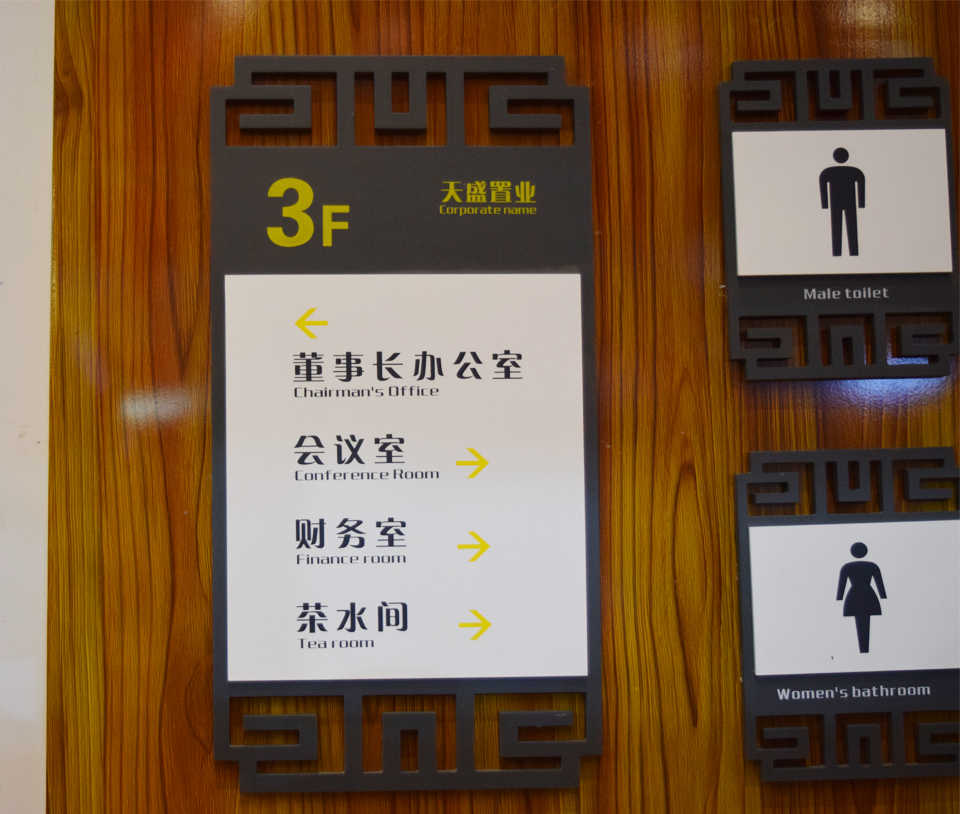 3F
天盛置业
Corporate name
←
董事长办公室
Chairman's Office
会议室 →
Conference Room
财务室 →
Finance room
茶水间 →
Tea room
Male toilet
Women's bathroom